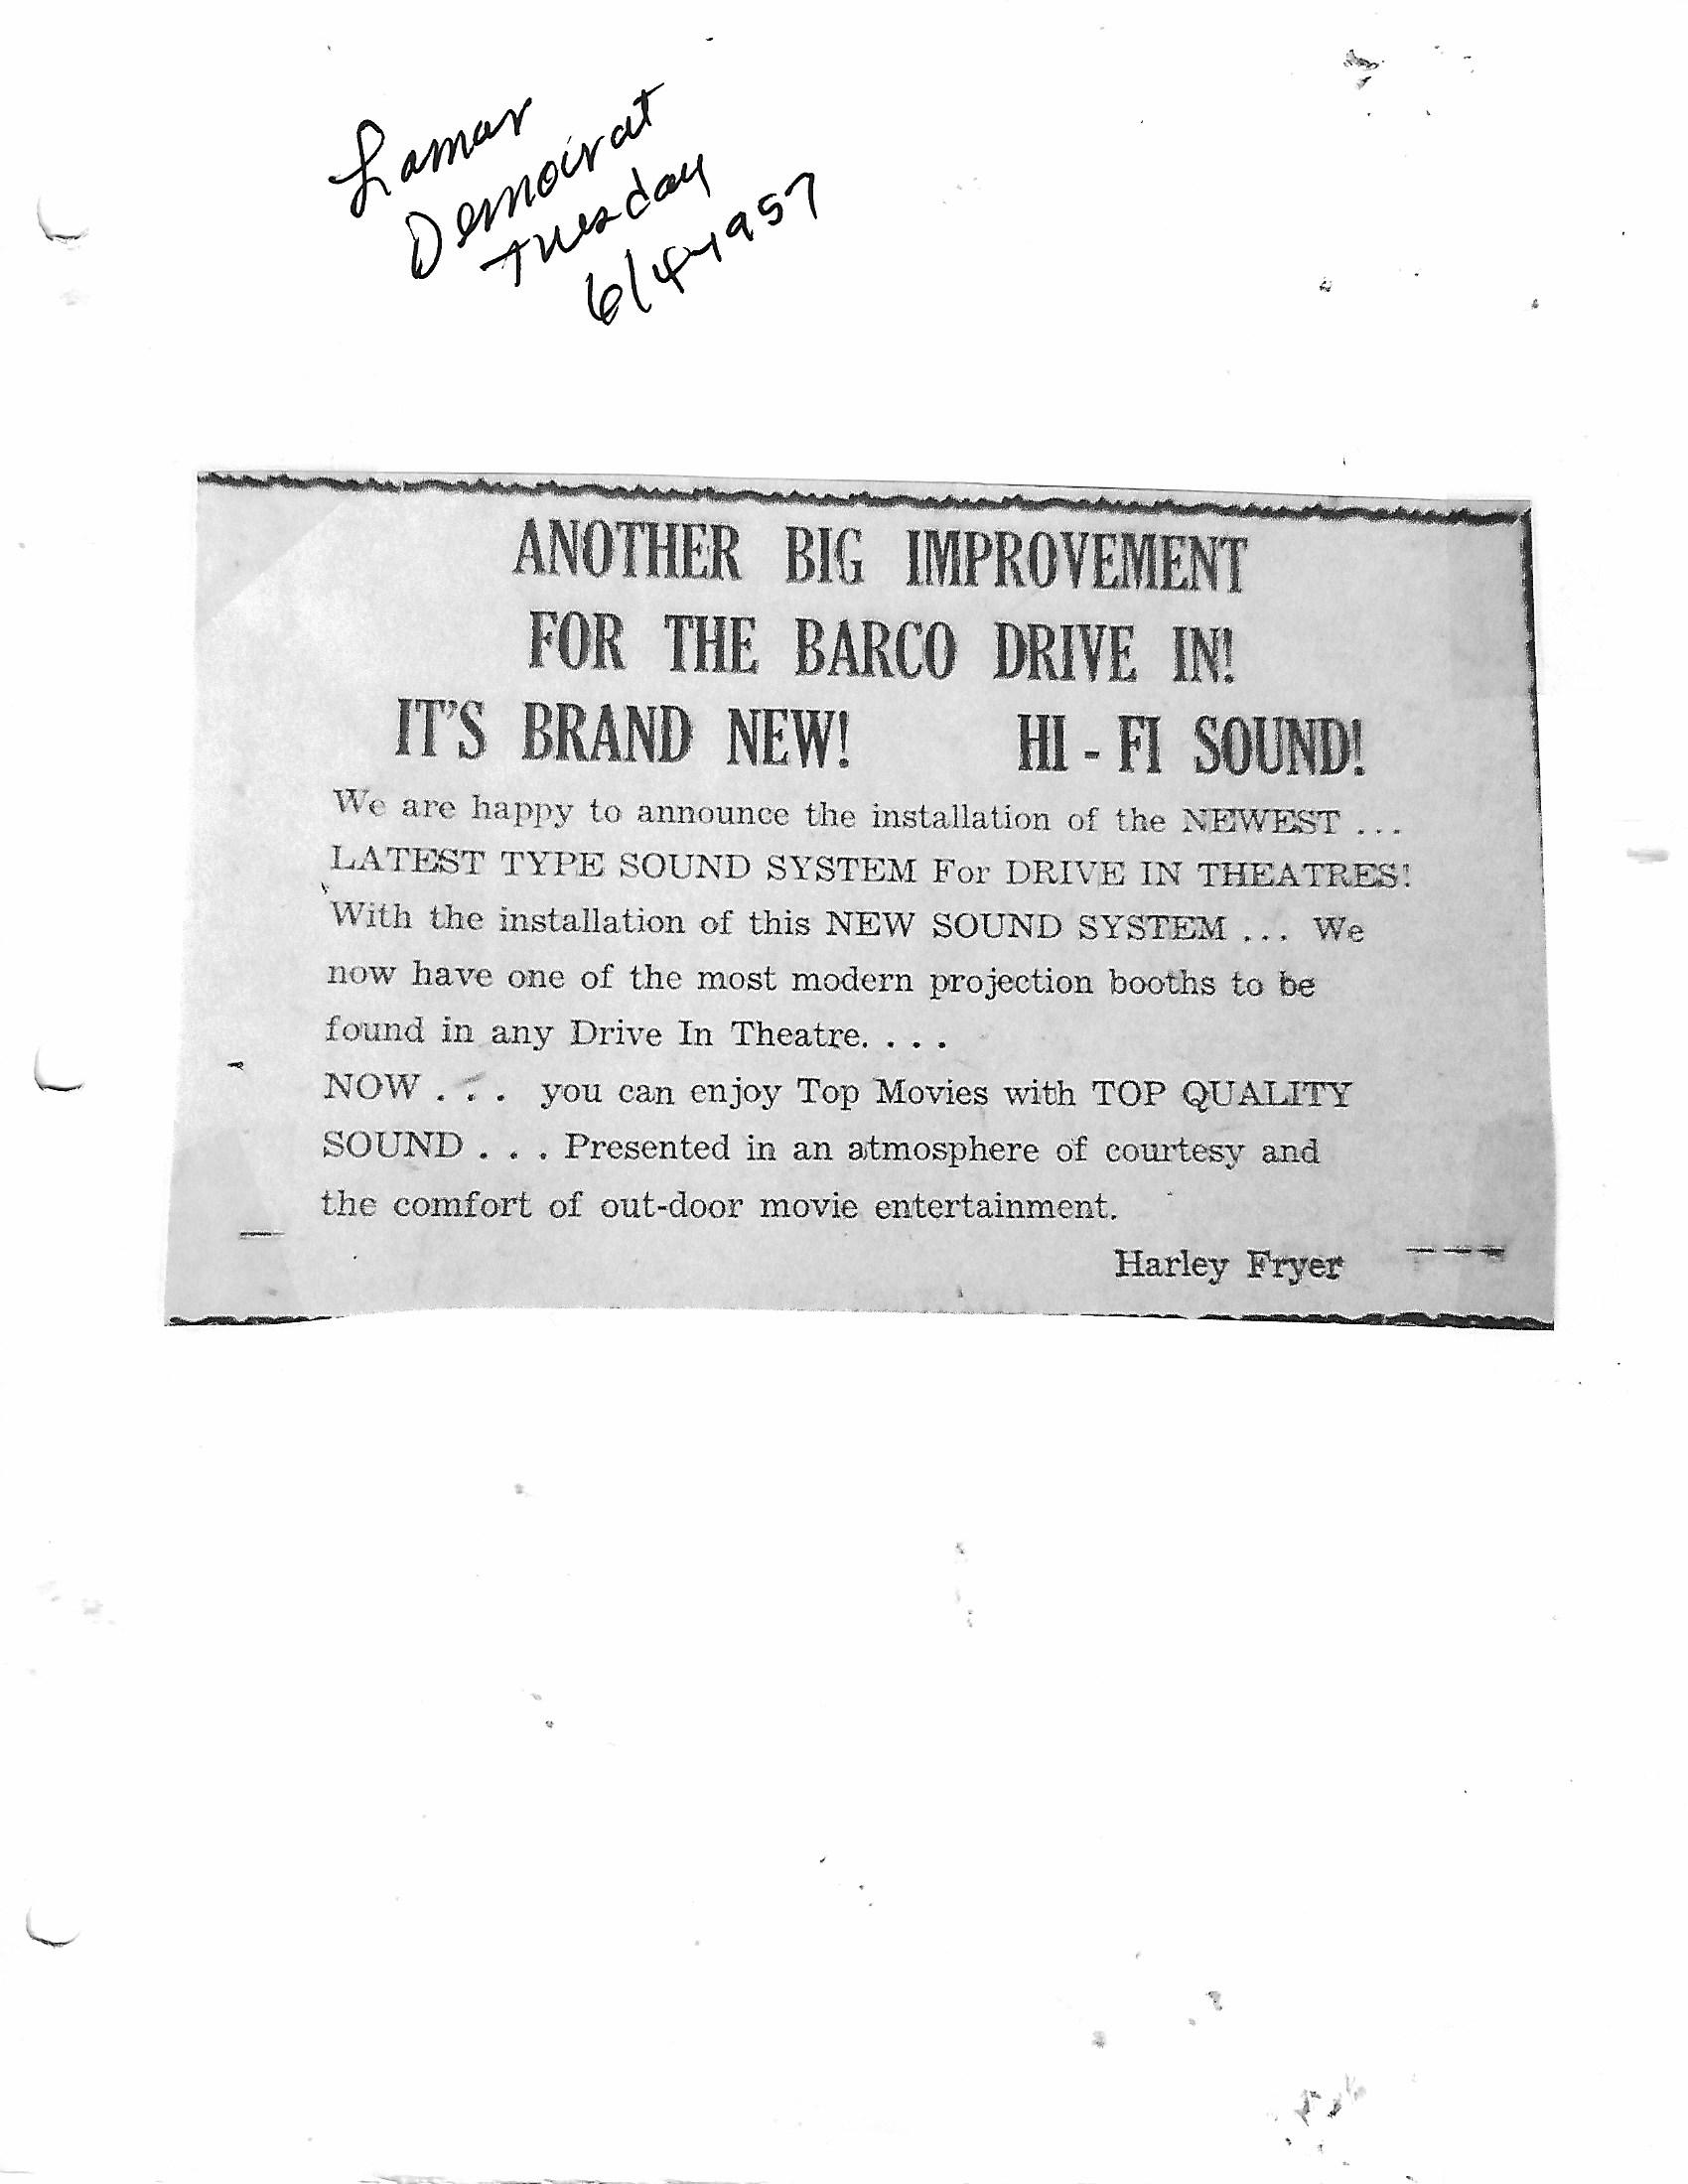 Lamar
Democrat
Tuesday
6/4-1957
ANOTHER BIG IMPROVEMENT
FOR THE BARCO DRIVE IN!
IT'S BRAND NEW! HI - FI SOUND!
We are happy to announce the installation of the NEWEST ...
LATEST TYPE SOUND SYSTEM For DRIVE IN THEATRES!
With the installation of this NEW SOUND SYSTEM ... We
now have one of the most modern projection booths to be
found in any Drive In Theatre. . . .
NOW . . . you can enjoy Top Movies with TOP QUALITY
SOUND . . . Presented in an atmosphere of courtesy and
the comfort of out-door movie entertainment.
Harley Fryer